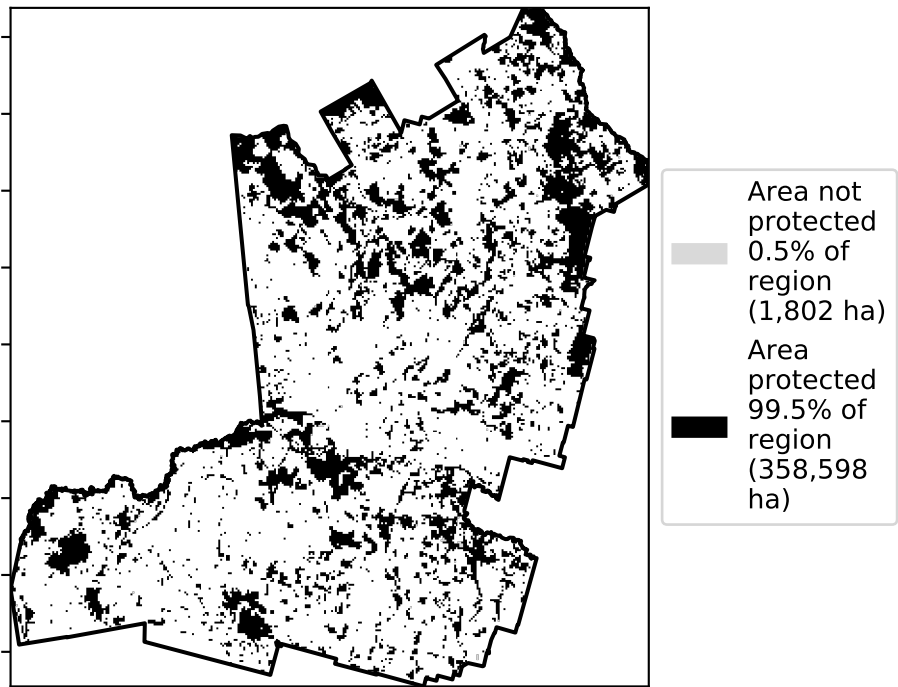 Area not
protected
0.5% of
region
(1,802 ha)
Area
protected
99.5% of
region
(358,598
ha)